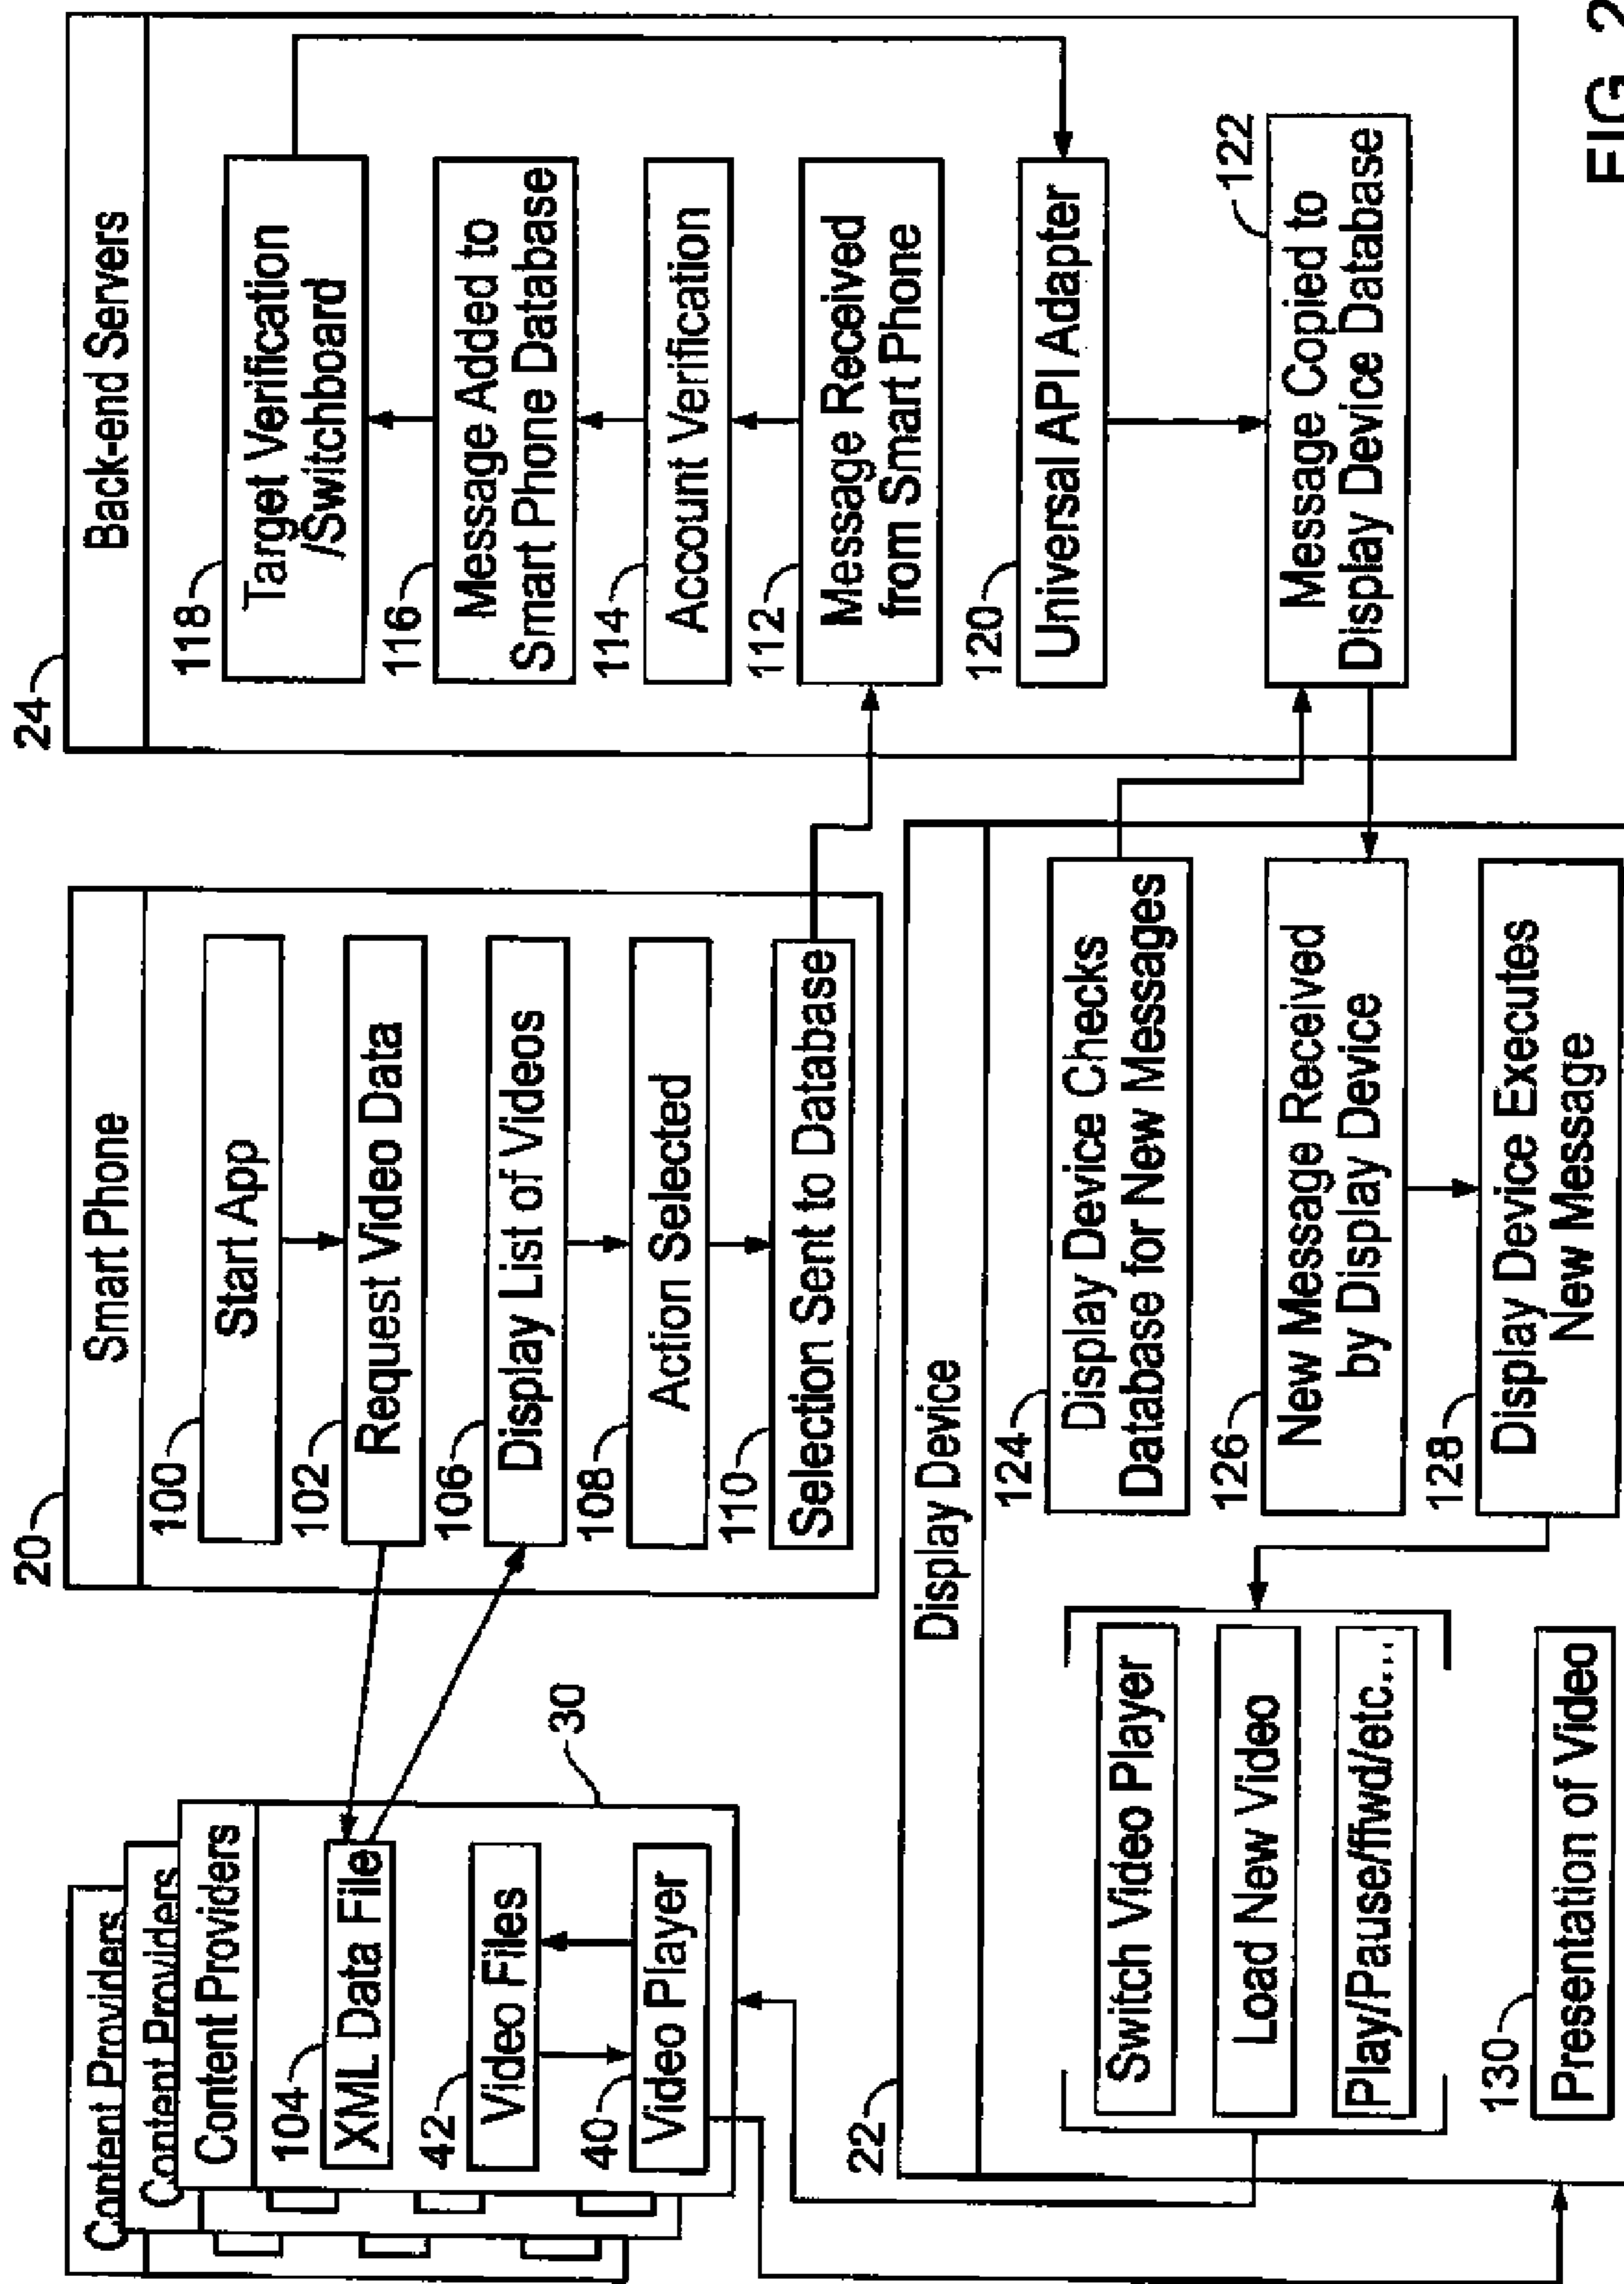 Content Providers
Content Providers
Content Providers
104
XML Data File
42
Video Files
40
Video Player
30
20
Smart Phone
100
Start App
102
Request Video Data
106
Display List of Videos
108
Action Selected
110
Selection Sent to Database
24
Back-end Servers
118
Target Verification
/Switchboard
116
Message Added to
Smart Phone Database
114
Account Verification
112
Message Received
from Smart Phone
120
Universal API Adapter
122
Message Copied to
Display Device Database
22
Display Device
Switch Video Player
Load New Video
Play/Pause/ffwd/etc...
130
Presentation of Video
124
Display Device Checks
Database for New Messages
126
New Message Received
by Display Device
128
Display Device Executes
New Message
FIG. 2